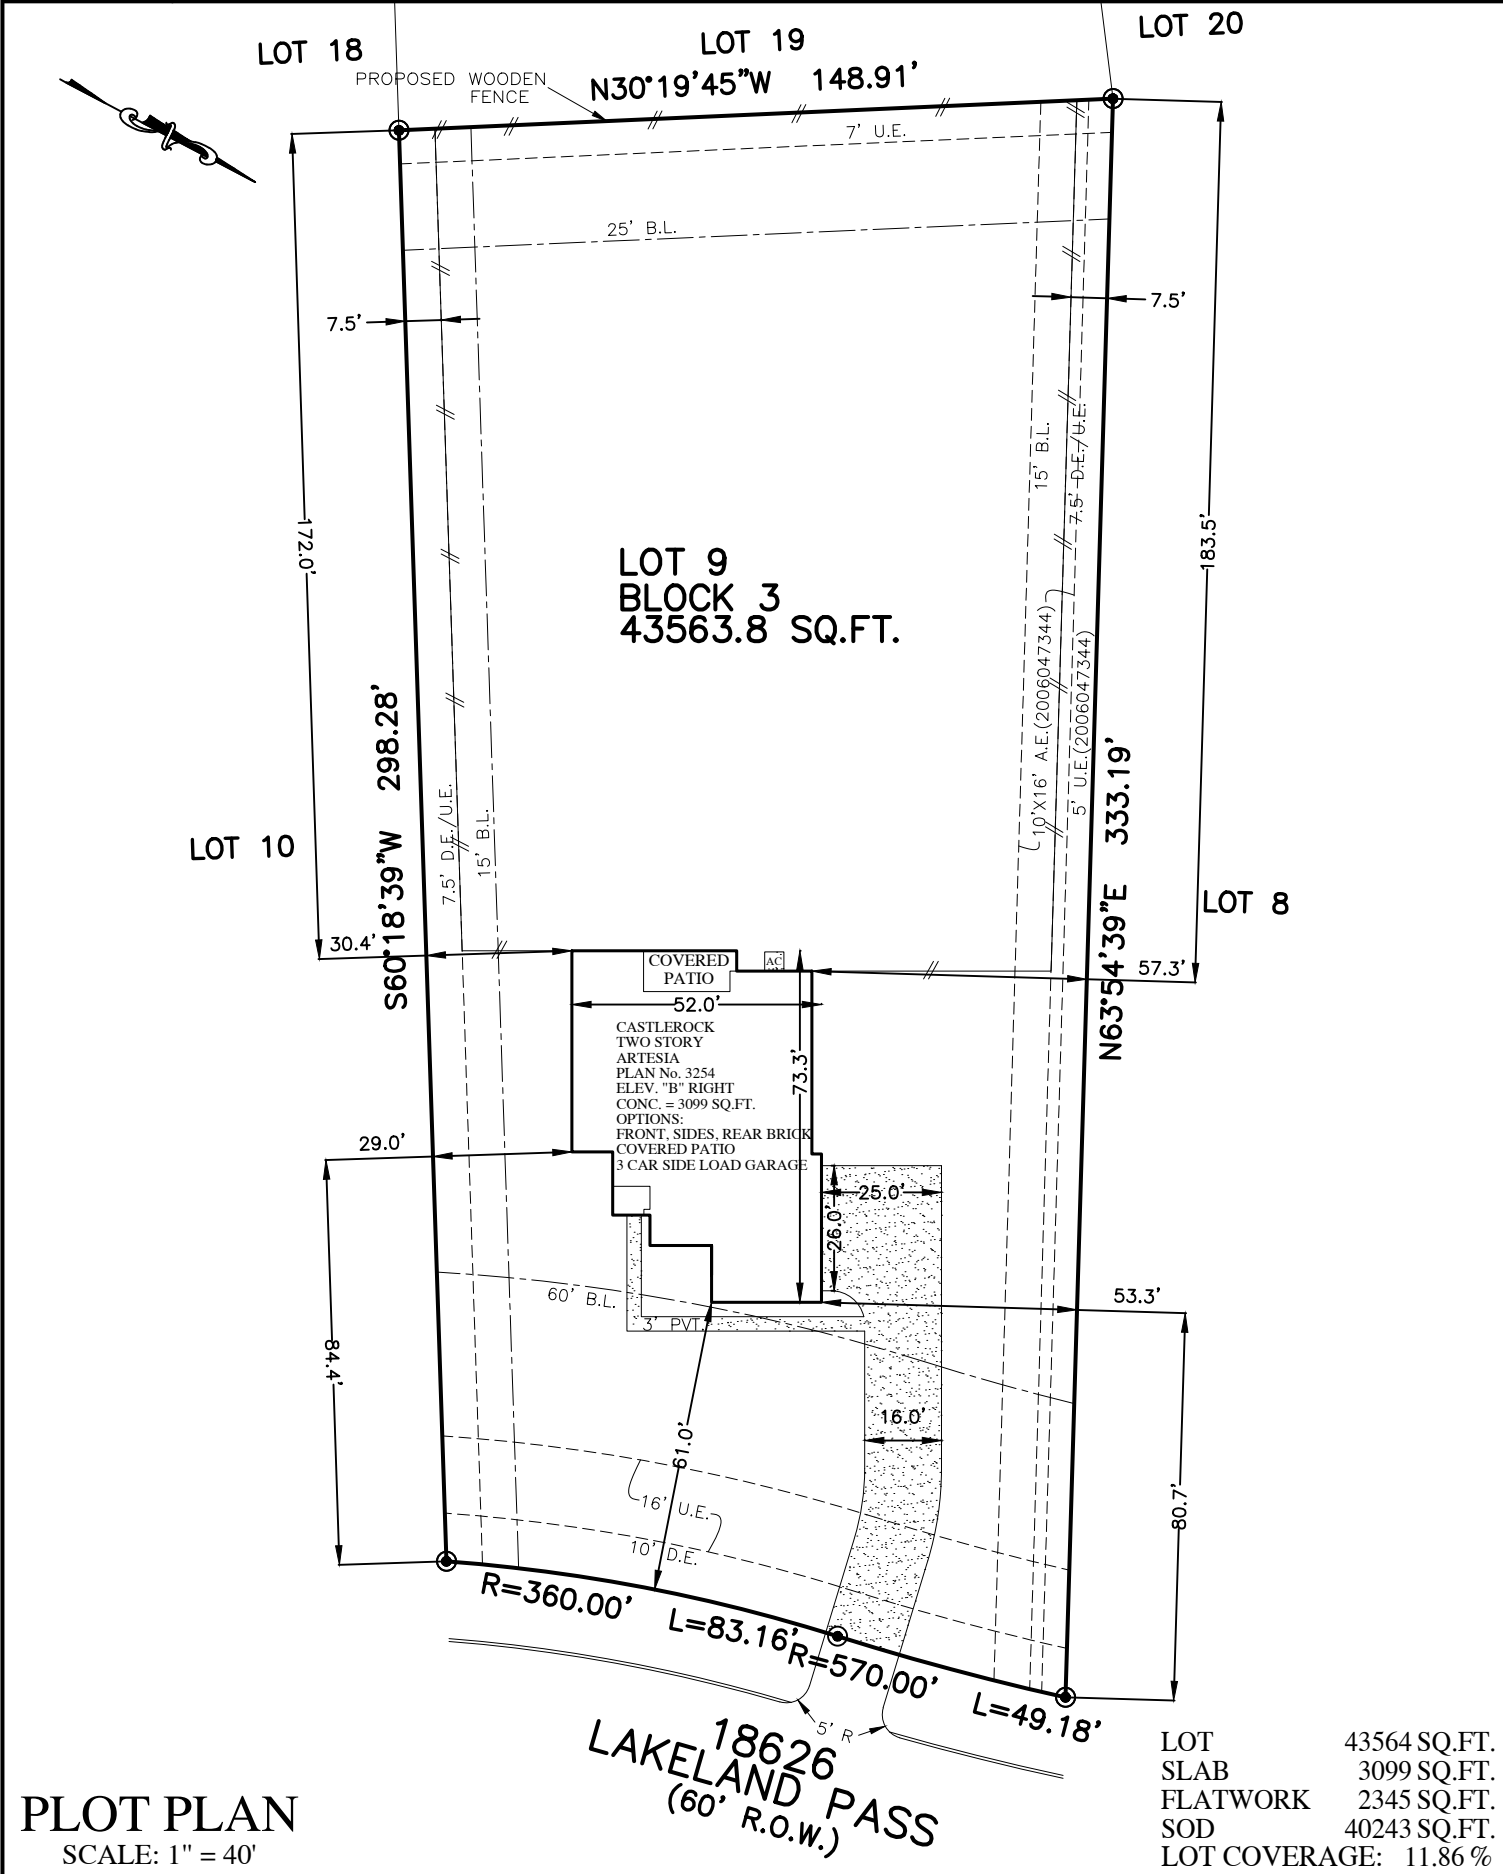 LOT 18
LOT 19
LOT 20
PROPOSED WOODEN
FENCE
N30°19'45"W 148.91'
7' U.E.
25' B.L.
7.5'
7.5'
15' B.L.
7.5' D.E./U.E.
172.0'
183.5'
LOT 9
BLOCK 3
43563.8 SQ.FT.
10'X16' A.E.(2006047344)
5' U.E.(2006047344)
S60°18'39"W 298.28'
N63°54'39"E 333.19'
7.5' D.E./U.E.
15' B.L.
LOT 10
LOT 8
30.4'
57.3'
COVERED
PATIO
AC
52.0'
73.3'
CASTLEROCK
TWO STORY
ARTESIA
PLAN No. 3254
ELEV. "B" RIGHT
CONC. = 3099 SQ.FT.
OPTIONS:
FRONT, SIDES, REAR BRICK
COVERED PATIO
3 CAR SIDE LOAD GARAGE
29.0'
25.0'
26.0'
60' B.L.
53.3'
3' PVT.
84.4'
61.0'
16.0'
80.7'
16' U.E.
10' D.E.
R=360.00' L=83.16'
R=570.00' L=49.18'
5' R
18626
LAKELAND PASS
(60' R.O.W.)
PLOT PLAN
SCALE: 1" = 40'
LOT 43564 SQ.FT.
SLAB 3099 SQ.FT.
FLATWORK 2345 SQ.FT.
SOD 40243 SQ.FT.
LOT COVERAGE: 11.86 %